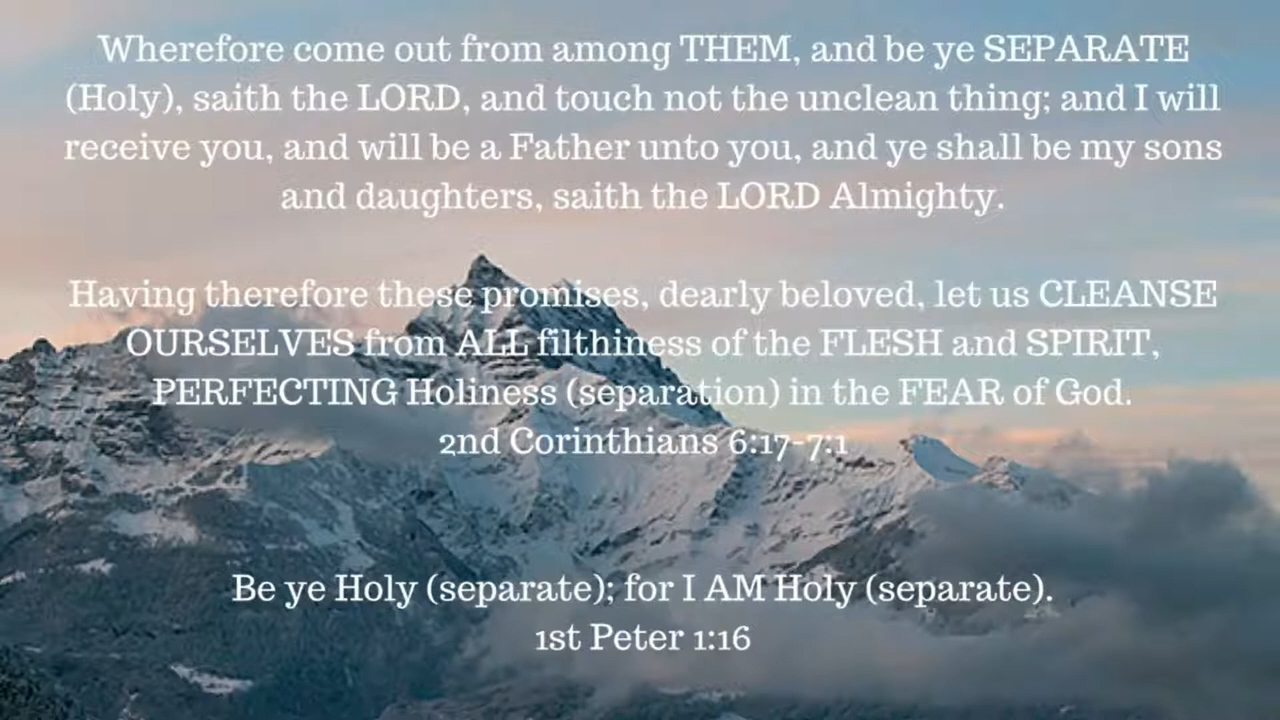 Wherefore come out from among THEM, and be ye SEPARATE
(Holy), saith the LORD, and touch not the unclean thing; and I will
receive you, and will be a Father unto you, and ye shall be my sons
and daughters, saith the LORD Almighty.
Having therefore these promises, dearly beloved, let us CLEANSE
OURSELVES from ALL filthiness of the FLESH and SPIRIT,
PERFECTING Holiness (separation) in the FEAR of God.
2nd Corinthians 6:17-7:1
Be ye Holy (separate); for I AM Holy (separate).
1st Peter 1:16